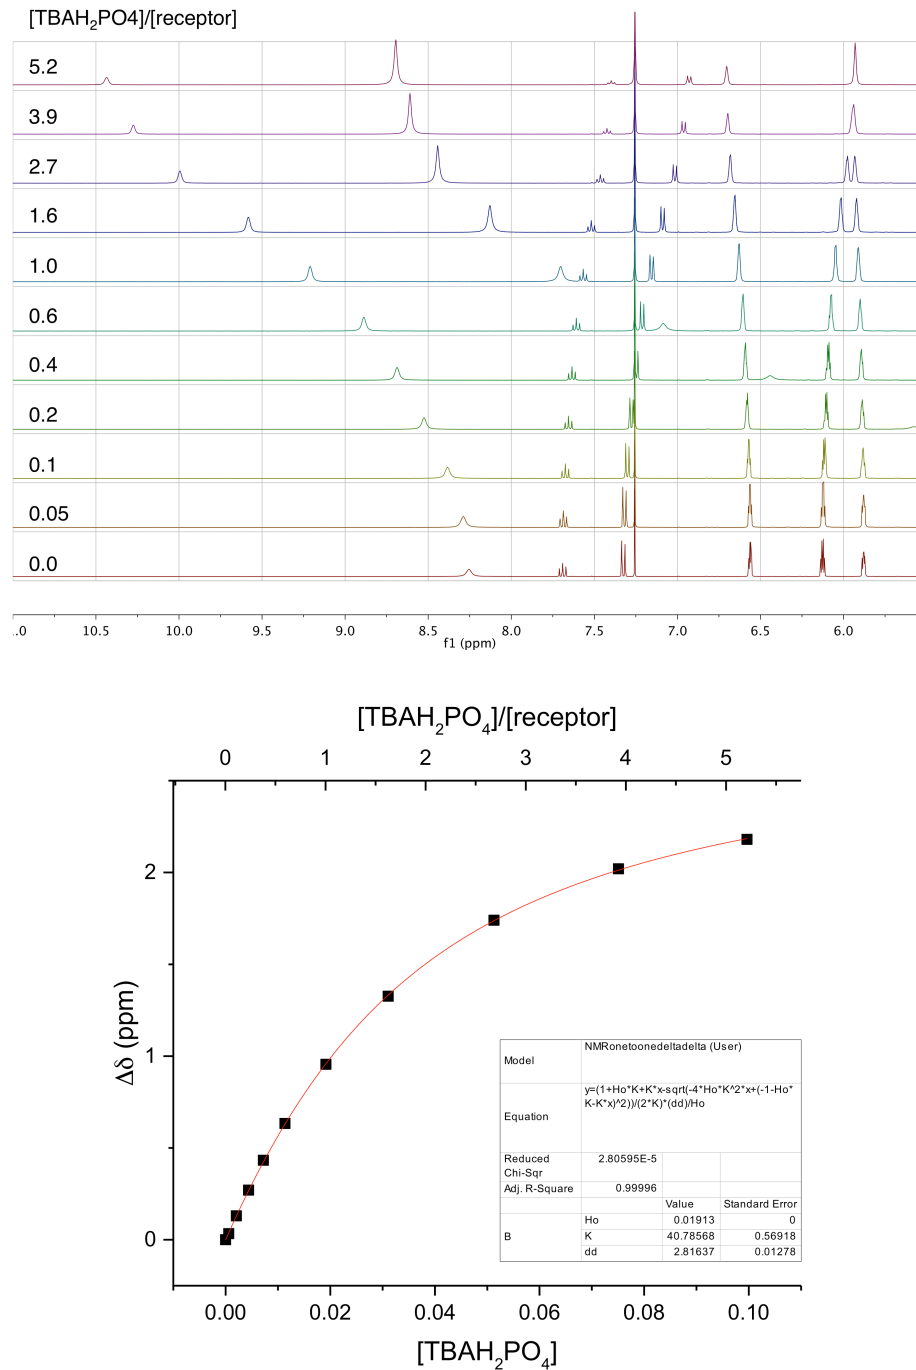 [TBAH₂PO4]/[receptor]
5.2
3.9
2.7
1.6
1.0
0.6
0.4
0.2
0.1
0.05
0.0
.0 10.5 10.0 9.5 9.0 8.5 8.0 7.5 7.0 6.5 6.0
f1 (ppm)
[TBAH₂PO₄]/[receptor]
0 1 2 3 4 5
2
1
0
Δδ (ppm)
Model NMRonetoonedeltadelta (User)
Equation y=(1+Ho*K+K*x-sqrt(-4*Ho*K^2*x+(-1-Ho*
K-K*x)^2))/(2*K)*(dd)/Ho
Reduced 2.80595E-5
Chi-Sqr
Adj. R-Square 0.99996
Value Standard Error
B Ho 0.01913 0
K 40.78568 0.56918
dd 2.81637 0.01278
0.00 0.02 0.04 0.06 0.08 0.10
[TBAH₂PO₄]